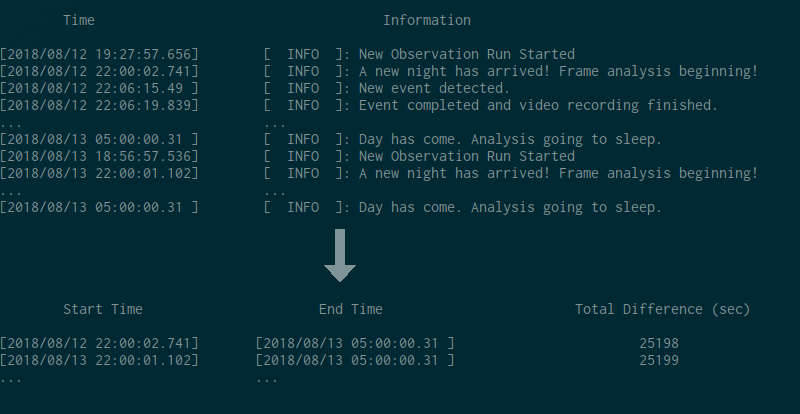 Time Information
[2018/08/12 19:27:57.656] [ INFO ]: New Observation Run Started
[2018/08/12 22:00:02.741] [ INFO ]: A new night has arrived! Frame analysis beginning!
[2018/08/12 22:06:15.49 ] [ INFO ]: New event detected.
[2018/08/12 22:06:19.839] [ INFO ]: Event completed and video recording finished.
... ...
[2018/08/13 05:00:00.31 ] [ INFO ]: Day has come. Analysis going to sleep.
[2018/08/13 18:56:57.536] [ INFO ]: New Observation Run Started
[2018/08/13 22:00:01.102] [ INFO ]: A new night has arrived! Frame analysis beginning!
... ...
[2018/08/13 05:00:00.31 ] [ INFO ]: Day has come. Analysis going to sleep.
Start Time End Time Total Difference (sec)
[2018/08/12 22:00:02.741] [2018/08/13 05:00:00.31 ] 25198
[2018/08/13 22:00:01.102] [2018/08/13 05:00:00.31 ] 25199
... ...